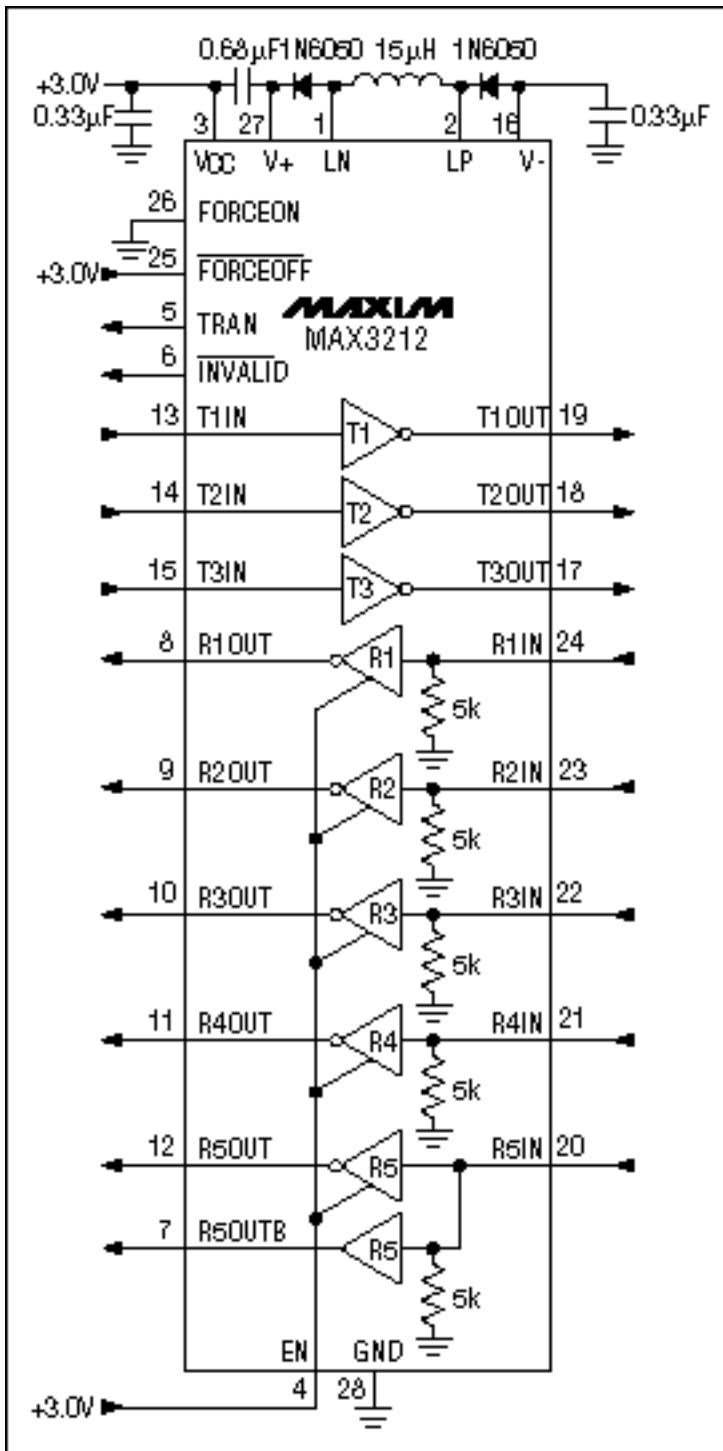 0.68µF 1N6050 15µH 1N6050
+3.0V
0.33µF 3 27 1 2 16 0.33µF
VCC V+ LN LP V-
26 FORCEON
+3.0V 25 FORCEOFF
5 TRAN MAXIM
MAX3212
6 INVALID
13 T1IN T1 T1OUT 19
14 T2IN T2 T2OUT 18
15 T3IN T3 T3OUT 17
8 R1OUT R1 R1IN 24
5k
9 R2OUT R2 R2IN 23
5k
10 R3OUT R3 R3IN 22
5k
11 R4OUT R4 R4IN 21
5k
12 R5OUT R5 R5IN 20
7 R5OUTB R5
5k
EN GND
4 28
+3.0V